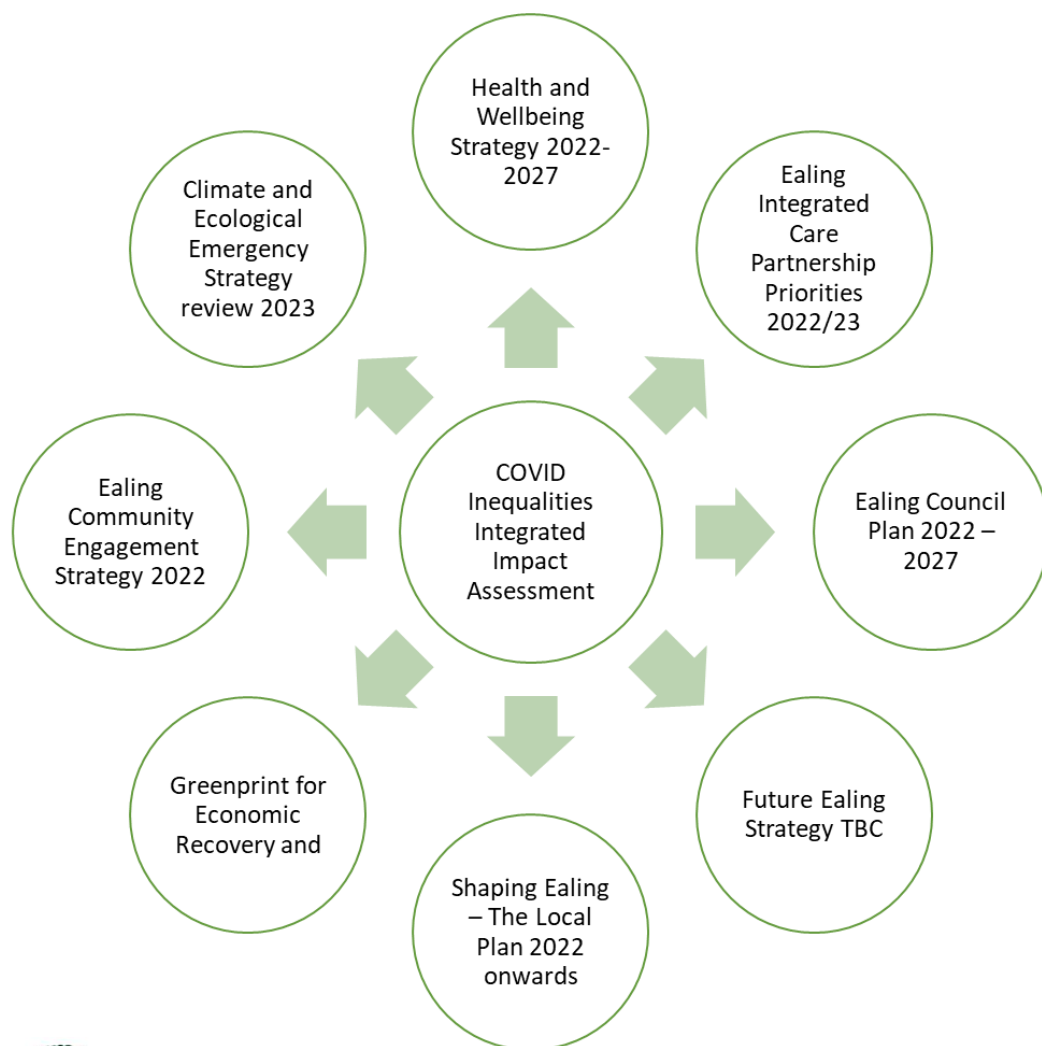 Health and
Wellbeing
Strategy 2022-
2027
Ealing
Integrated
Care
Partnership
Priorities
2022/23
Ealing Council
Plan 2022 –
2027
Future Ealing
Strategy TBC
Shaping Ealing
– The Local
Plan 2022
onwards
Greenprint for
Economic
Recovery and
Ealing
Community
Engagement
Strategy 2022
Climate and
Ecological
Emergency
Strategy
review 2023
COVID
Inequalities
Integrated
Impact
Assessment